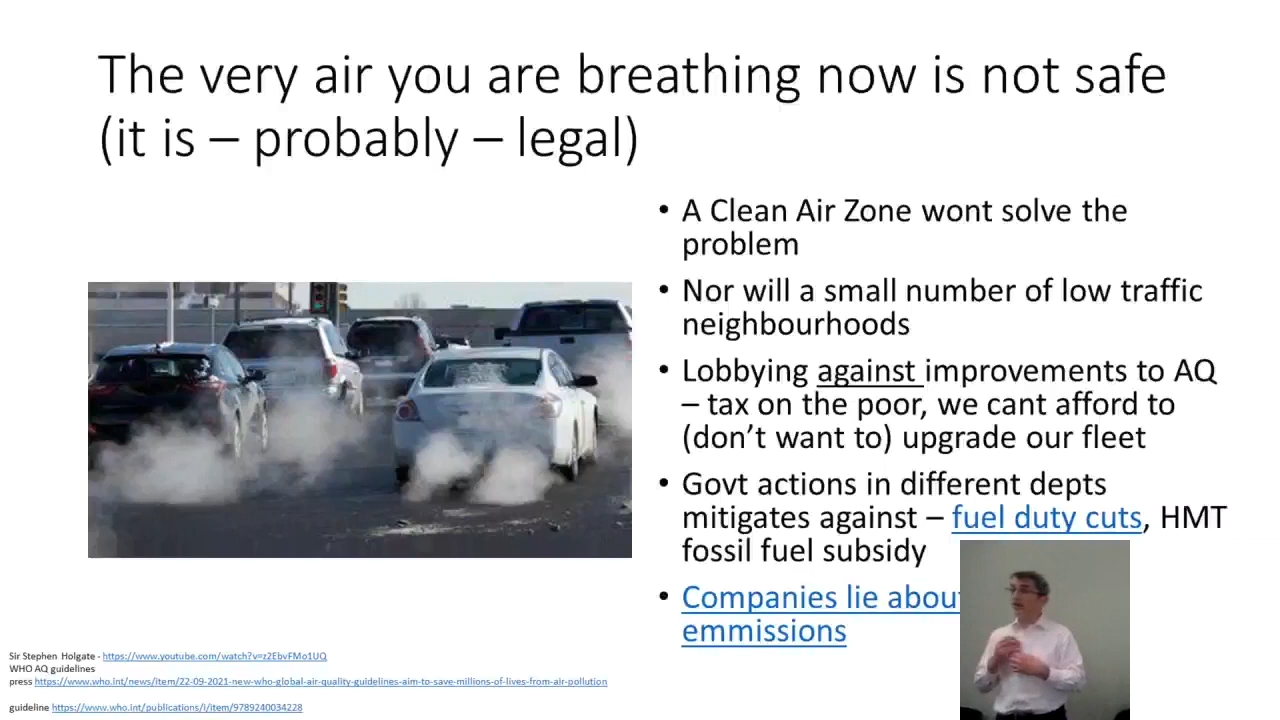 The very air you are breathing now is not safe
(it is – probably – legal)
• A Clean Air Zone wont solve the
problem
• Nor will a small number of low traffic
neighbourhoods
• Lobbying against improvements to AQ
– tax on the poor, we cant afford to
(don’t want to) upgrade our fleet
• Govt actions in different depts
mitigates against – fuel duty cuts, HMT
fossil fuel subsidy
• Companies lie about
emmissions
Sir Stephen Holgate - https://www.youtube.com/watch?v=z2EbvFMo1UQ
WHO AQ guidelines
press https://www.who.int/news/item/22-09-2021-new-who-global-air-quality-guidelines-aim-to-save-millions-of-lives-from-air-pollution
guideline https://www.who.int/publications/i/item/9789240034228